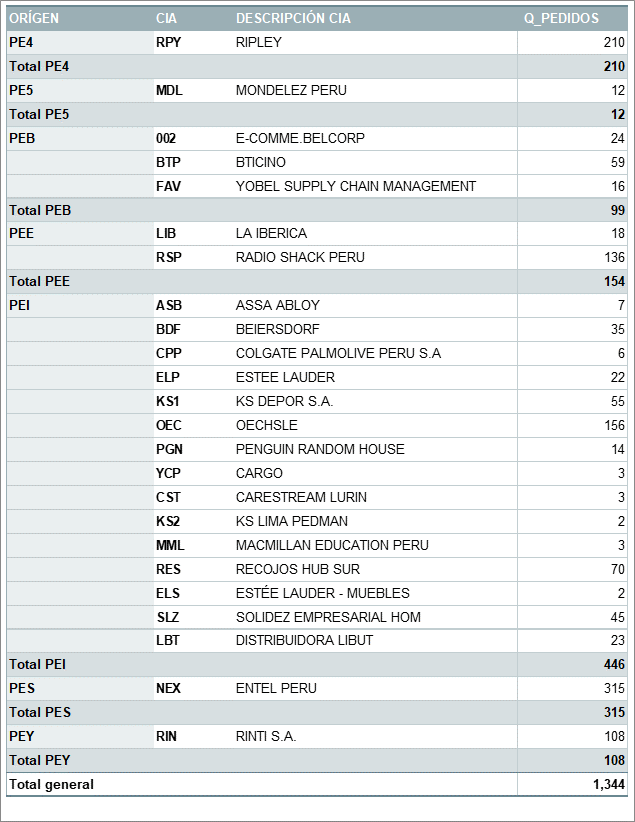 ORÍGEN CIA DESCRIPCIÓN CIA Q_PEDIDOS
PE4 RPY RIPLEY 210
Total PE4 210
PE5 MDL MONDELEZ PERU 12
Total PE5 12
PEB 002 E-COMME.BELCORP 24
BTP BTICINO 59
FAV YOBEL SUPPLY CHAIN MANAGEMENT 16
Total PEB 99
PEE LIB LA IBERICA 18
RSP RADIO SHACK PERU 136
Total PEE 154
PEI ASB ASSA ABLOY 7
BDF BEIERSDORF 35
CPP COLGATE PALMOLIVE PERU S.A 6
ELP ESTEE LAUDER 22
KS1 KS DEPOR S.A. 55
OEC OECHSLE 156
PGN PENGUIN RANDOM HOUSE 14
YCP CARGO 3
CST CARESTREAM LURIN 3
KS2 KS LIMA PEDMAN 2
MML MACMILLAN EDUCATION PERU 3
RES RECOJOS HUB SUR 70
ELS ESTÉE LAUDER - MUEBLES 2
SLZ SOLIDEZ EMPRESARIAL HOM 45
LBT DISTRIBUIDORA LIBUT 23
Total PEI 446
PES NEX ENTEL PERU 315
Total PES 315
PEY RIN RINTI S.A. 108
Total PEY 108
Total general 1,344